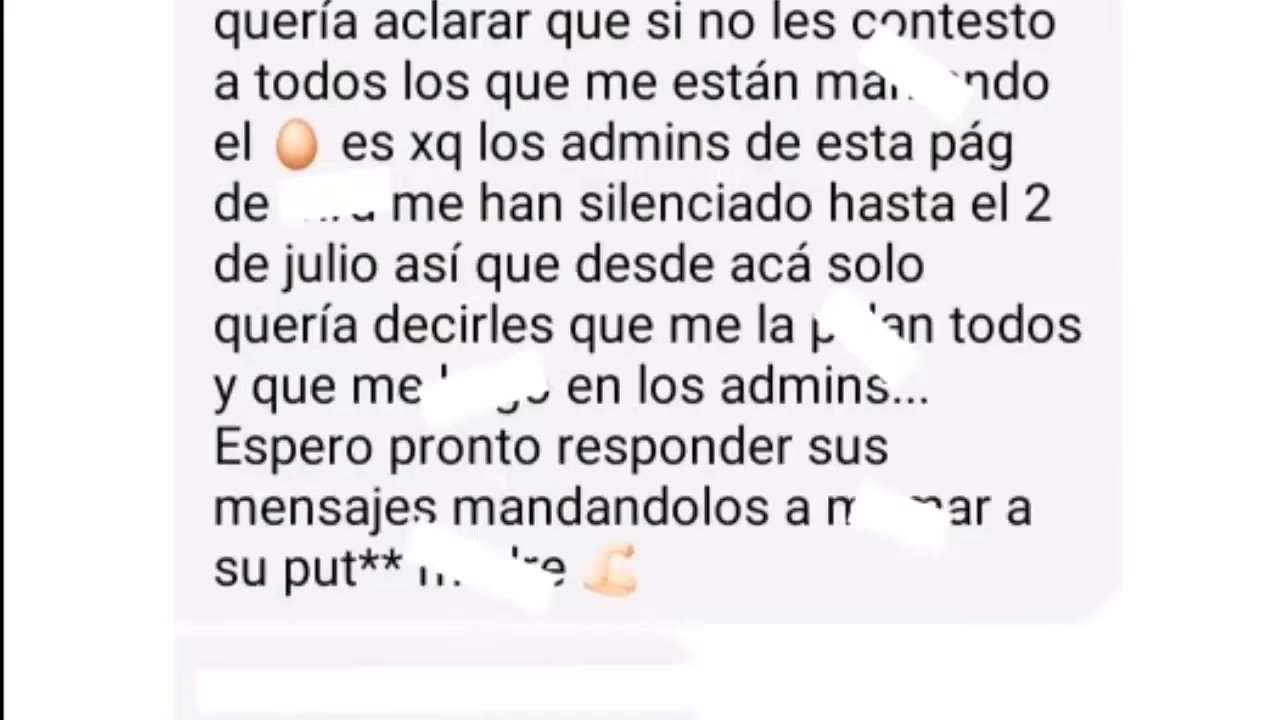 quería aclarar que si no les contesto
a todos los que me están
el 🥚 es xq los admins de esta pág
de me han silenciado hasta el 2
de julio así que desde acá solo
quería decirles que me la todos
y que me en los admins...
Espero pronto responder sus
mensajes mandandolos a a
su put** 💪